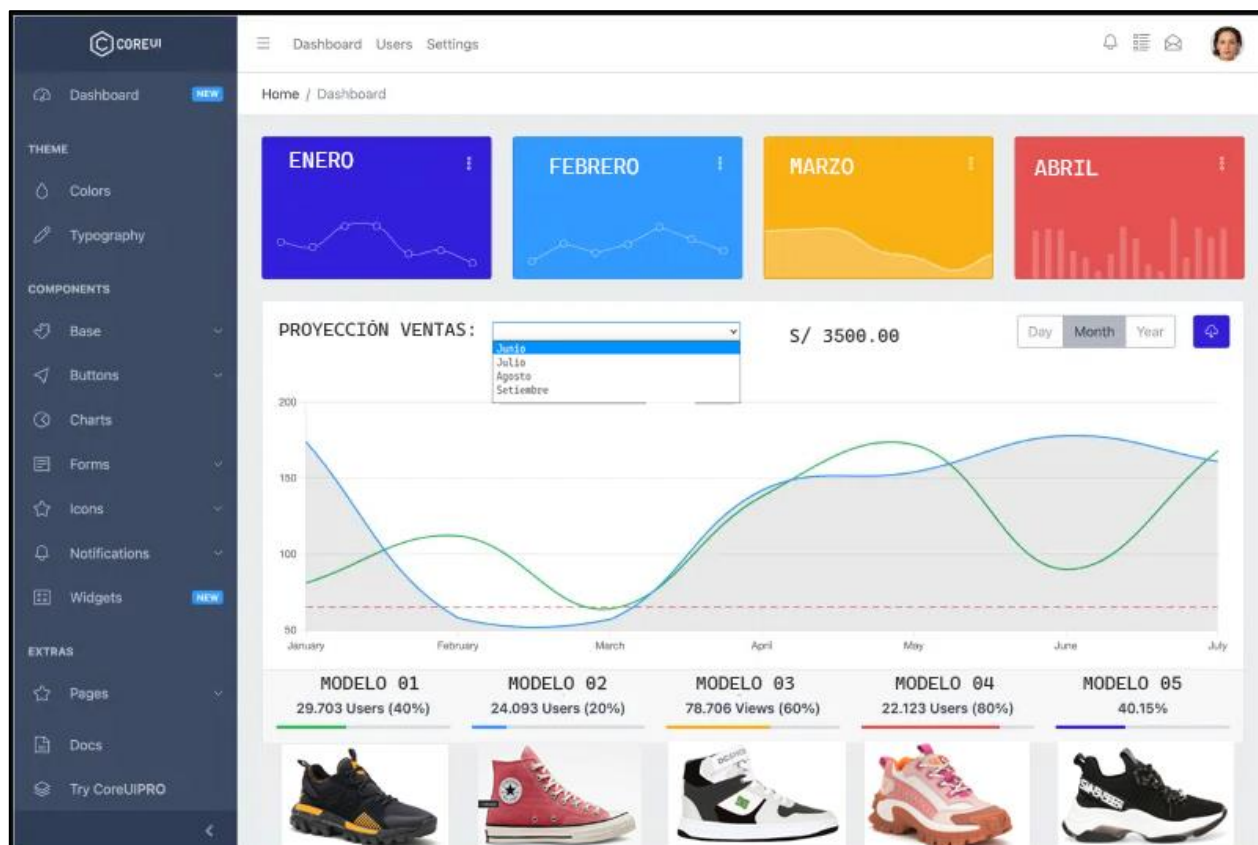 COREUI
Dashboard Users Settings
Dashboard NEW
Home / Dashboard
THEME
Colors
Typography
COMPONENTS
Base
Buttons
Charts
Forms
Icons
Notifications
Widgets NEW
EXTRAS
Pages
Docs
Try CoreUIPRO
ENERO
FEBRERO
MARZO
ABRIL
PROYECCIÓN VENTAS:
S/ 3500.00
Day Month Year
Junio
Julio
Agosto
Setiembre
200
150
100
50
January February March April May June July
MODELO 01 MODELO 02 MODELO 03 MODELO 04 MODELO 05
29.703 Users (40%) 24.093 Users (20%) 78.706 Views (60%) 22.123 Users (80%) 40.15%